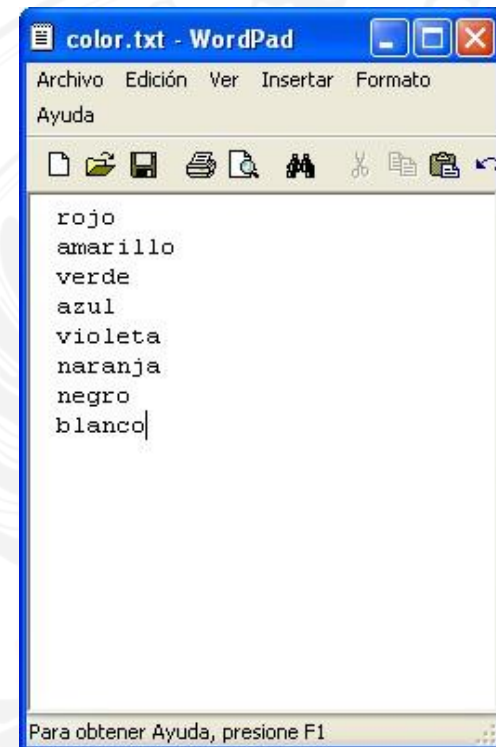 color.txt - WordPad
Archivo Edición Ver Insertar Formato
Ayuda
rojo
amarillo
verde
azul
violeta
naranja
negro
blanco
Para obtener Ayuda, presione F1